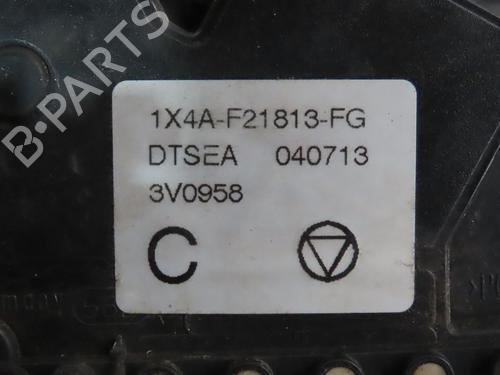 B-PARTS
1X4A-F21813-FG
DTSEA 040713
3V0958
C